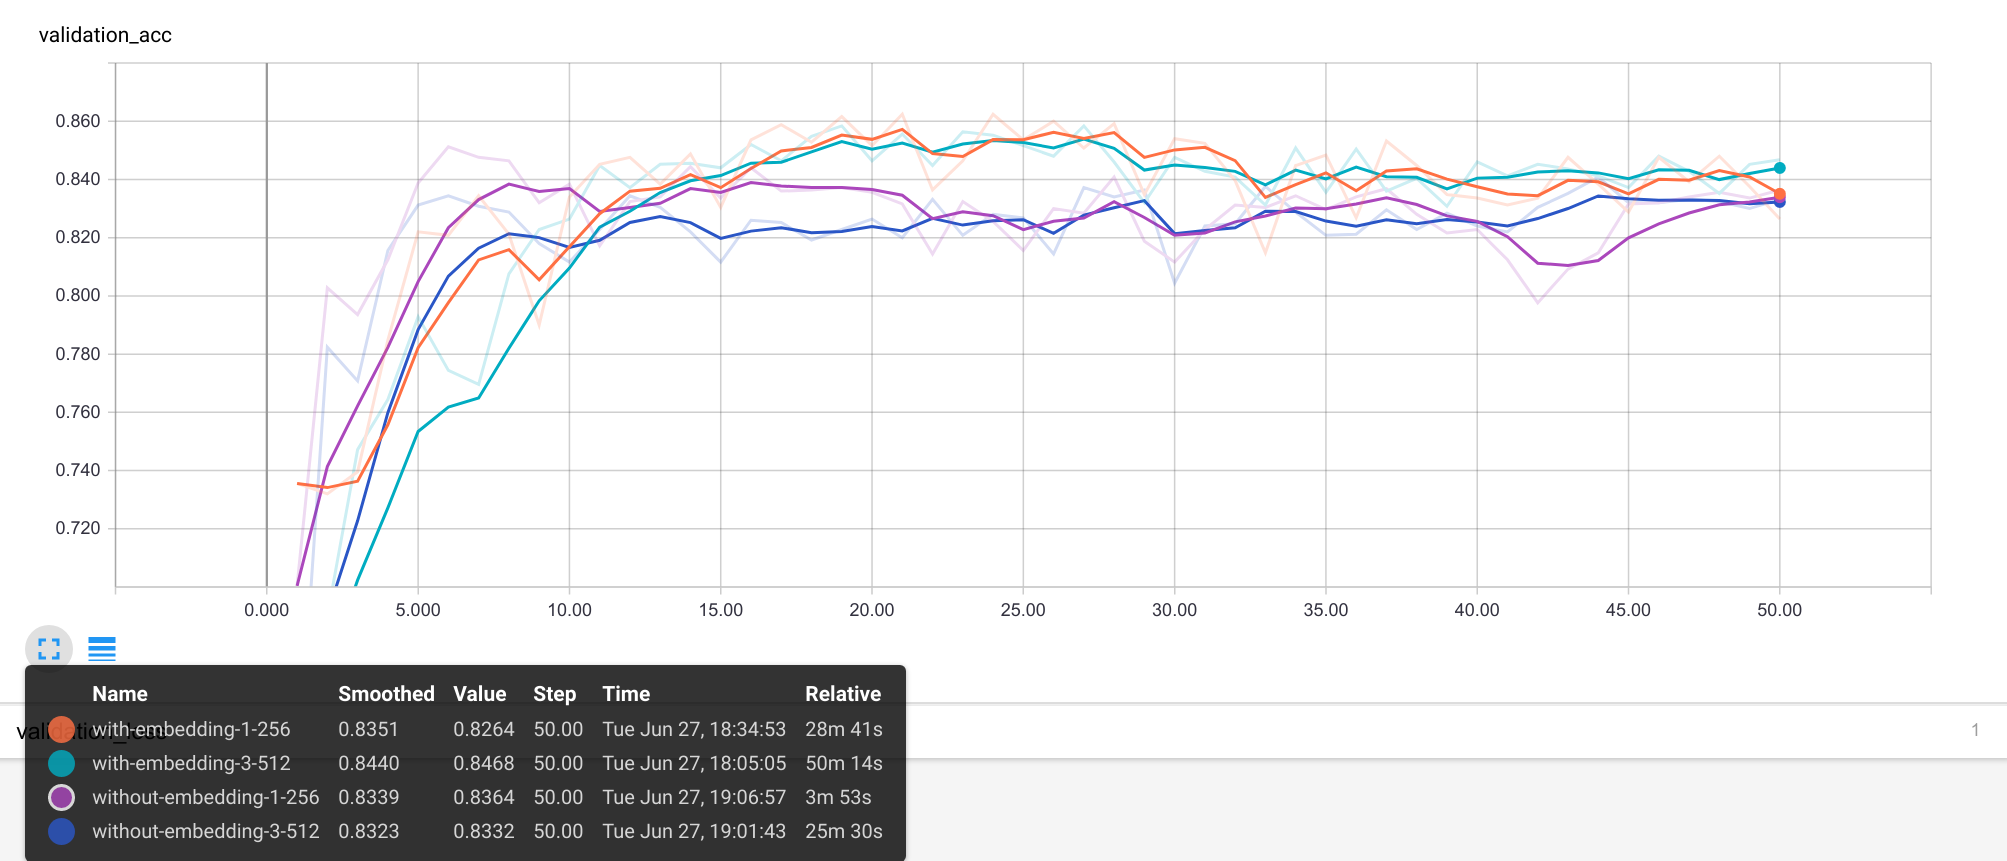 validation_acc
0.860
0.840
0.820
0.800
0.780
0.760
0.740
0.720
0.000 5.000 10.00 15.00 20.00 25.00 30.00 35.00 40.00 45.00 50.00
Name Smoothed Value Step Time Relative
with-embedding-1-256 0.8351 0.8264 50.00 Tue Jun 27, 18:34:53 28m 41s
validation_loss 1
with-embedding-3-512 0.8440 0.8468 50.00 Tue Jun 27, 18:05:05 50m 14s
without-embedding-1-256 0.8339 0.8364 50.00 Tue Jun 27, 19:06:57 3m 53s
without-embedding-3-512 0.8323 0.8332 50.00 Tue Jun 27, 19:01:43 25m 30s